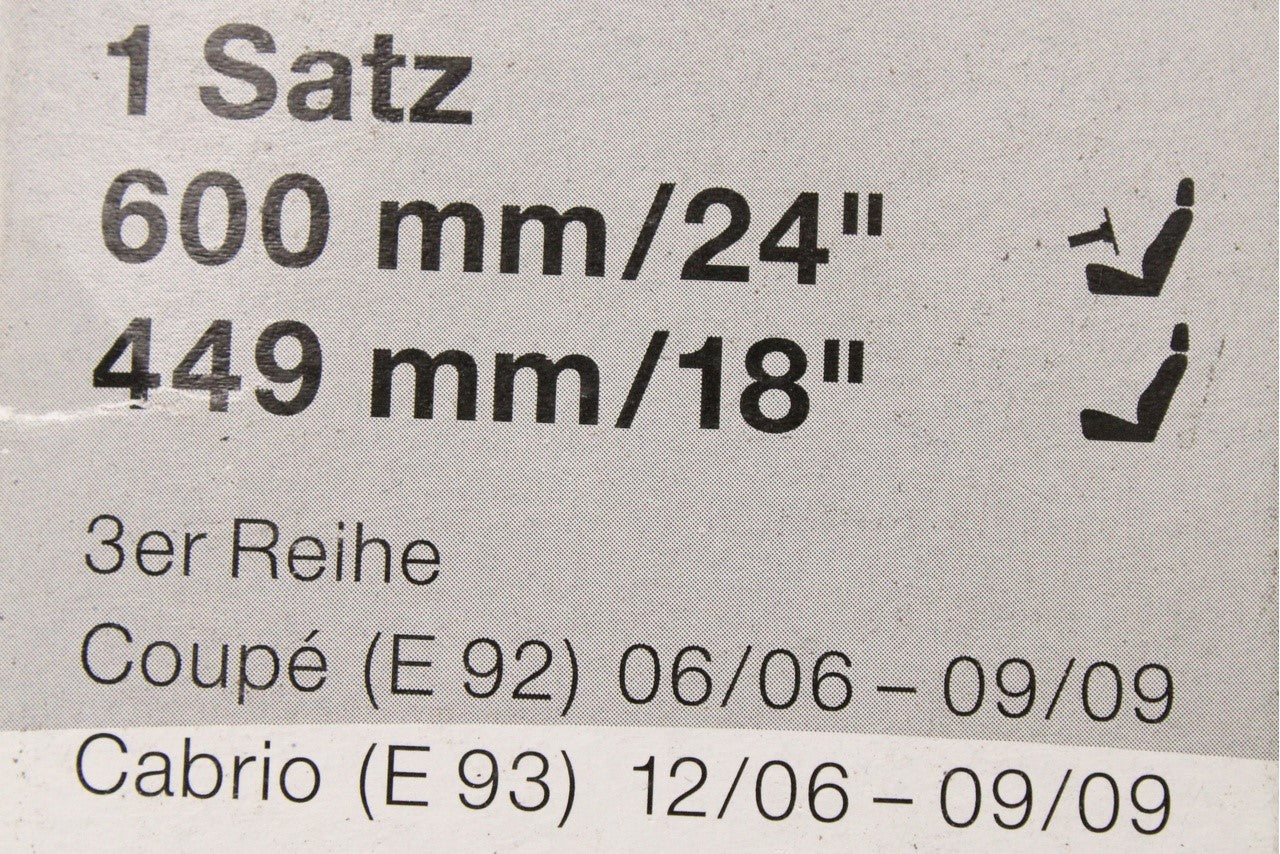 1 Satz
600 mm/24"
449 mm/18"
3er Reihe
Coupé (E 92) 06/06 – 09/09
Cabrio (E 93) 12/06 – 09/09